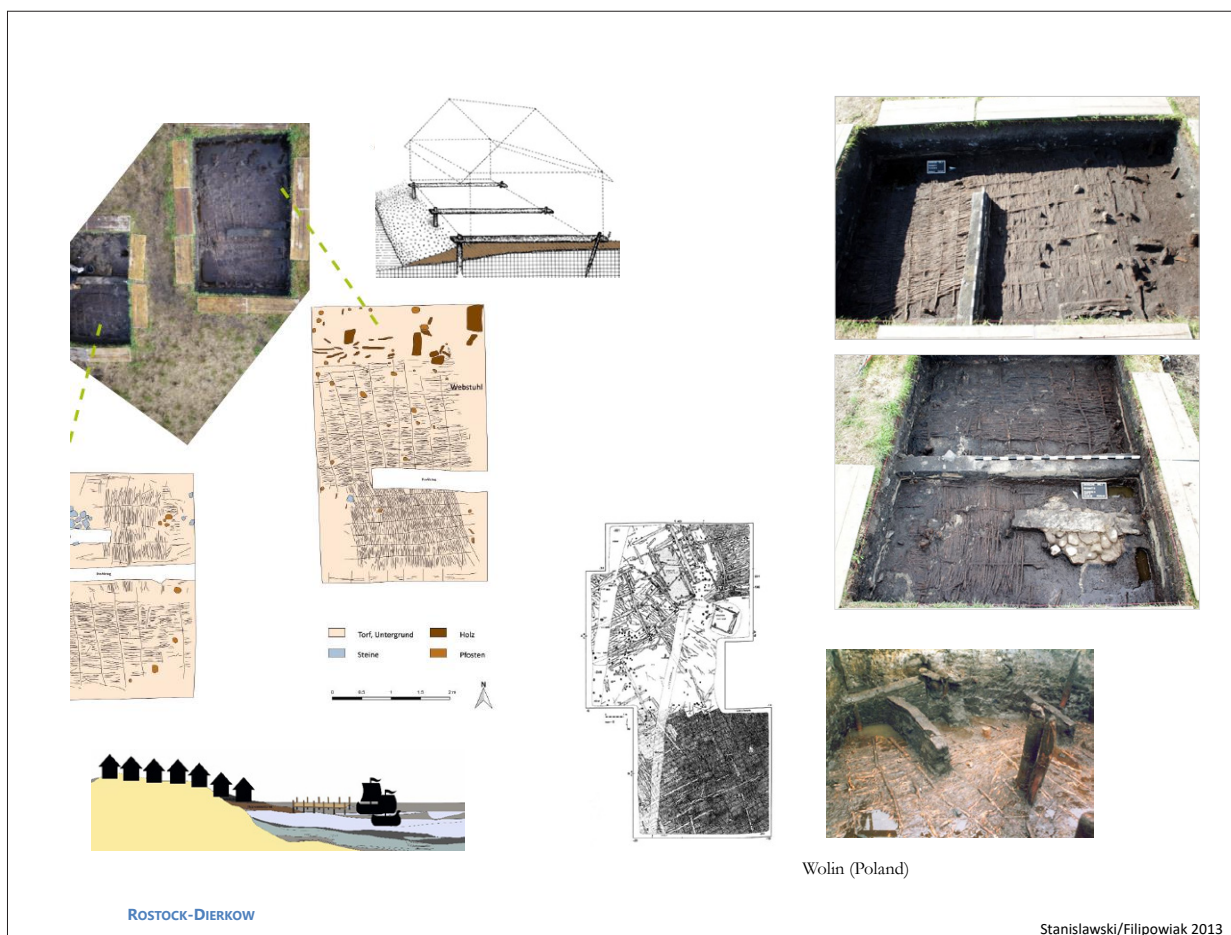 Webstuhl
Torf, Untergrund
Holz
Steine
Pfosten
0 0.5 1 1.5 2 m
N
Wolin (Poland)
ROSTOCK-DIERKOW
Stanislawski/Filipowiak 2013